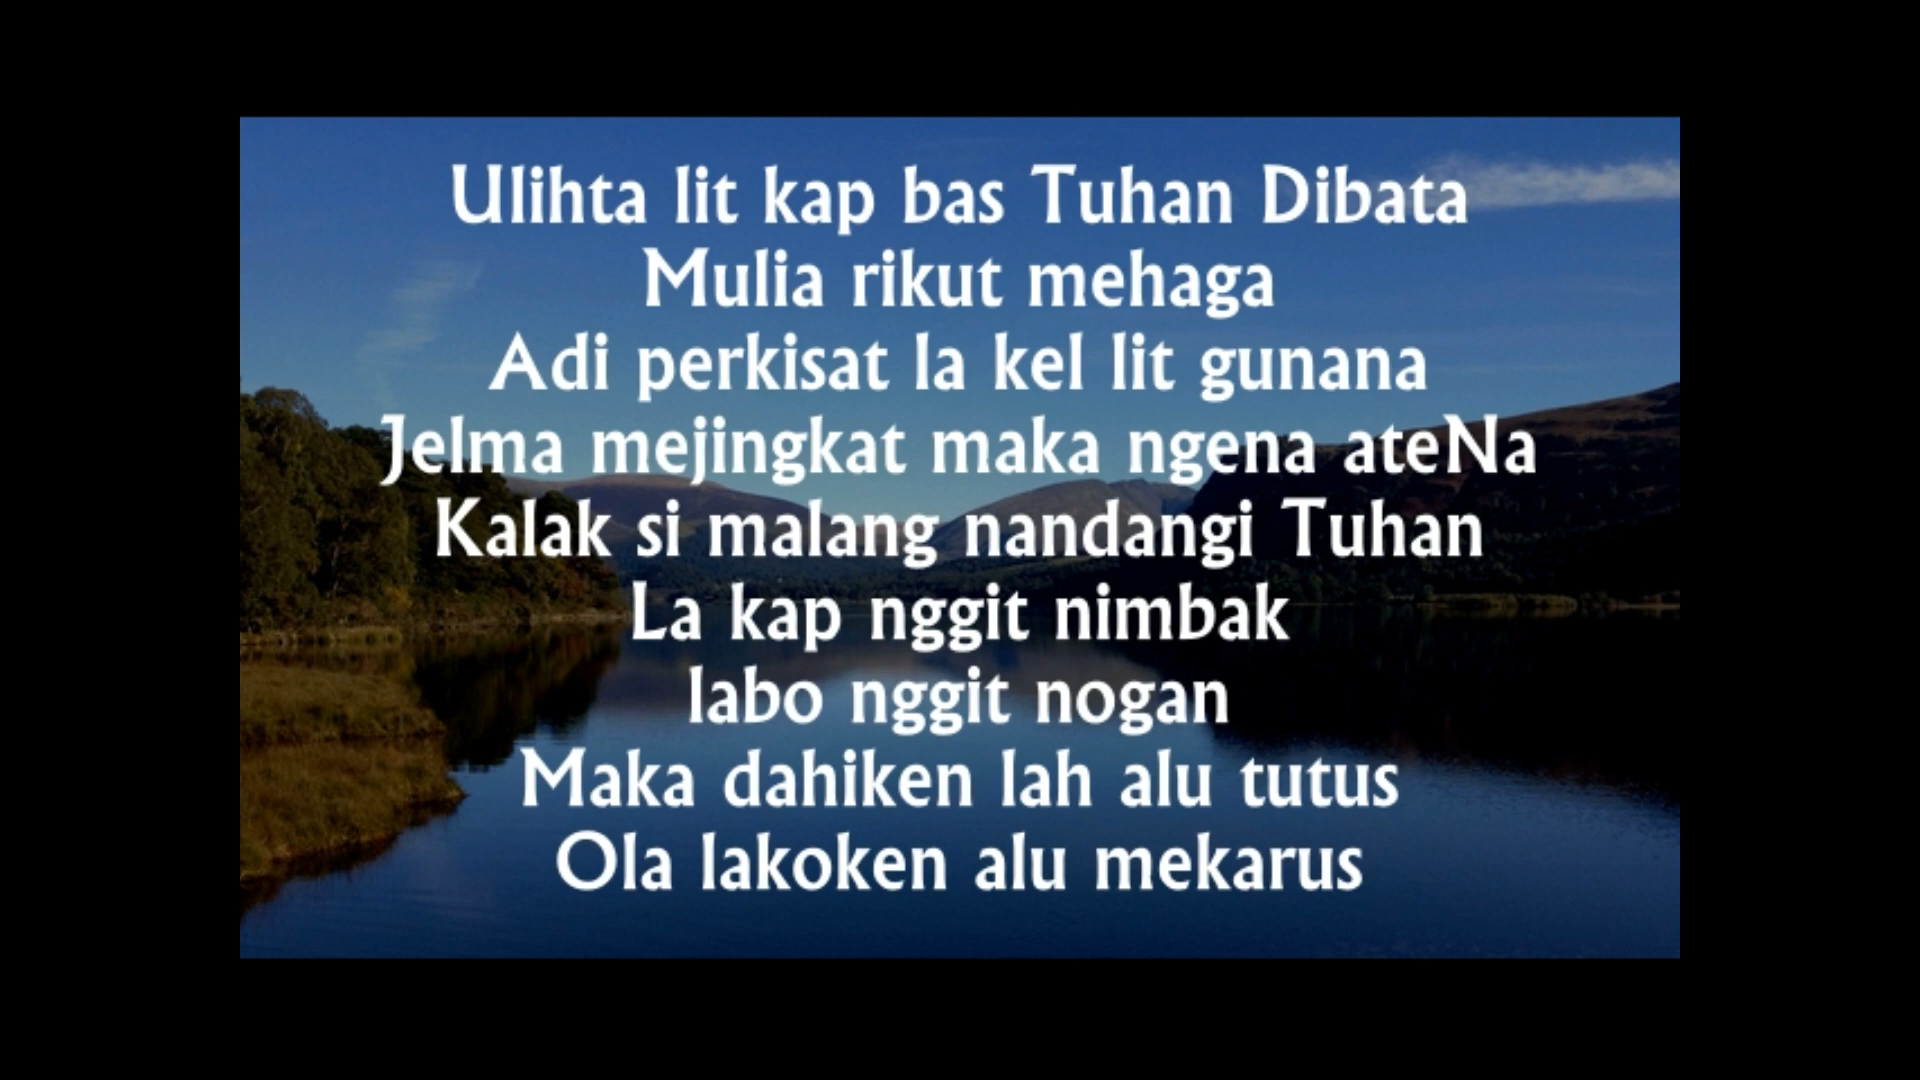 Ulihta lit kap bas Tuhan Dibata
Mulia rikut mehaga
Adi perkisat la kel lit gunana
Jelma mejingkat maka ngena ateNa
Kalak si malang nandangi Tuhan
La kap nggit nimbak
labo nggit nogan
Maka dahiken lah alu tutus
Ola lakoken alu mekarus